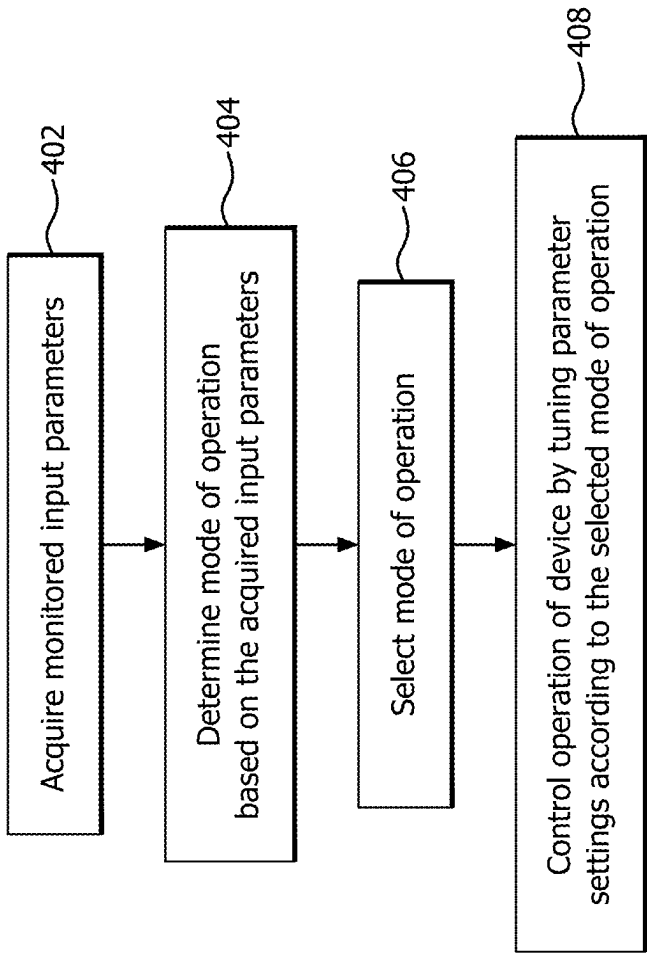 Acquire monitored input parameters
402
Determine mode of operation
based on the acquired input parameters
404
Select mode of operation
406
Control operation of device by tuning parameter
settings according to the selected mode of operation
408